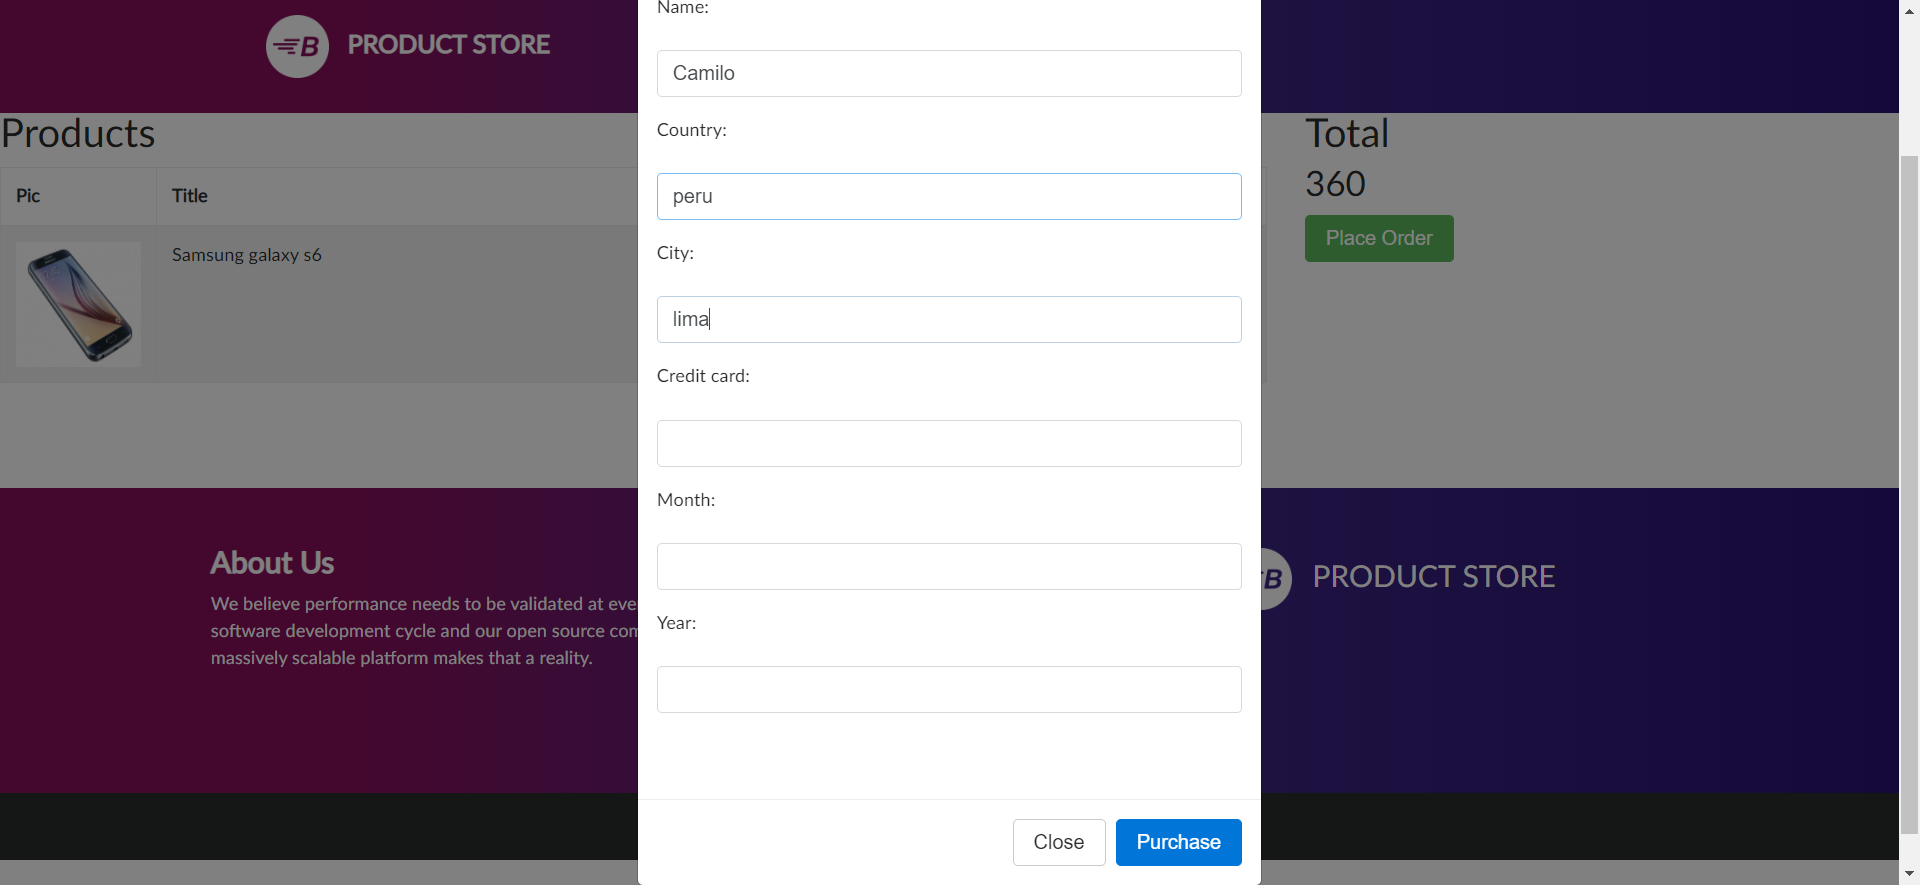 B PRODUCT STORE
Products
Pic Title
Samsung galaxy s6
Name:
Camilo
Country:
peru
City:
lima
Credit card:
Month:
Year:
Close Purchase
Total
360
Place Order
About Us
We believe performance needs to be validated at eve
software development cycle and our open source com
massively scalable platform makes that a reality.
B PRODUCT STORE